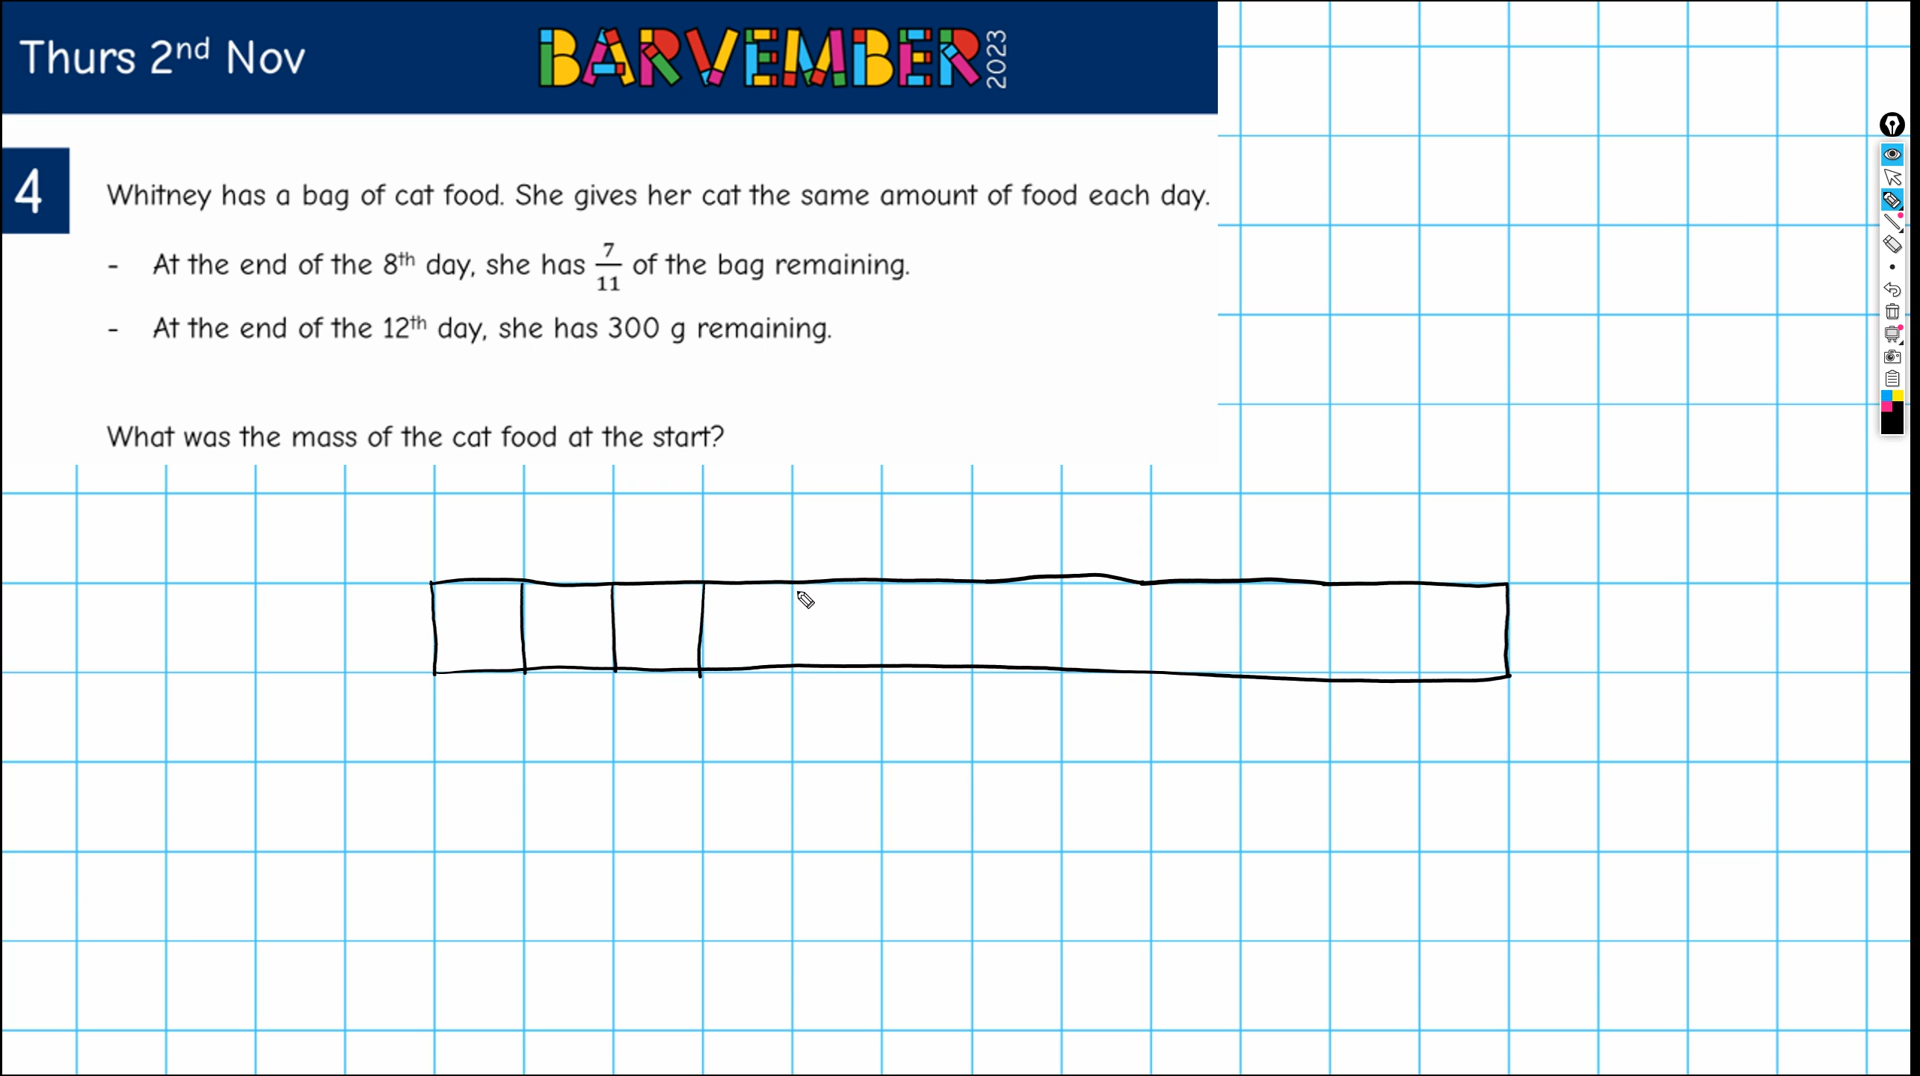 Thurs 2nd Nov
BARVEMBER 2023
4
Whitney has a bag of cat food. She gives her cat the same amount of food each day.
- At the end of the 8th day, she has 7/11 of the bag remaining.
- At the end of the 12th day, she has 300 g remaining.
What was the mass of the cat food at the start?